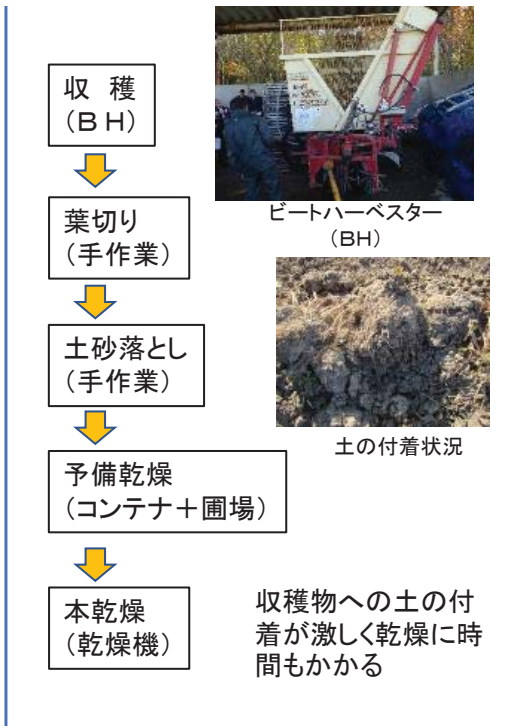 収 穫
（ＢＨ）
ビートハーベスター
（BH）
葉切り
（手作業）
土砂落とし
（手作業）
土の付着状況
予備乾燥
（コンテナ＋圃場）
本乾燥
（乾燥機）
収穫物への土の付
着が激しく乾燥に時
間もかかる